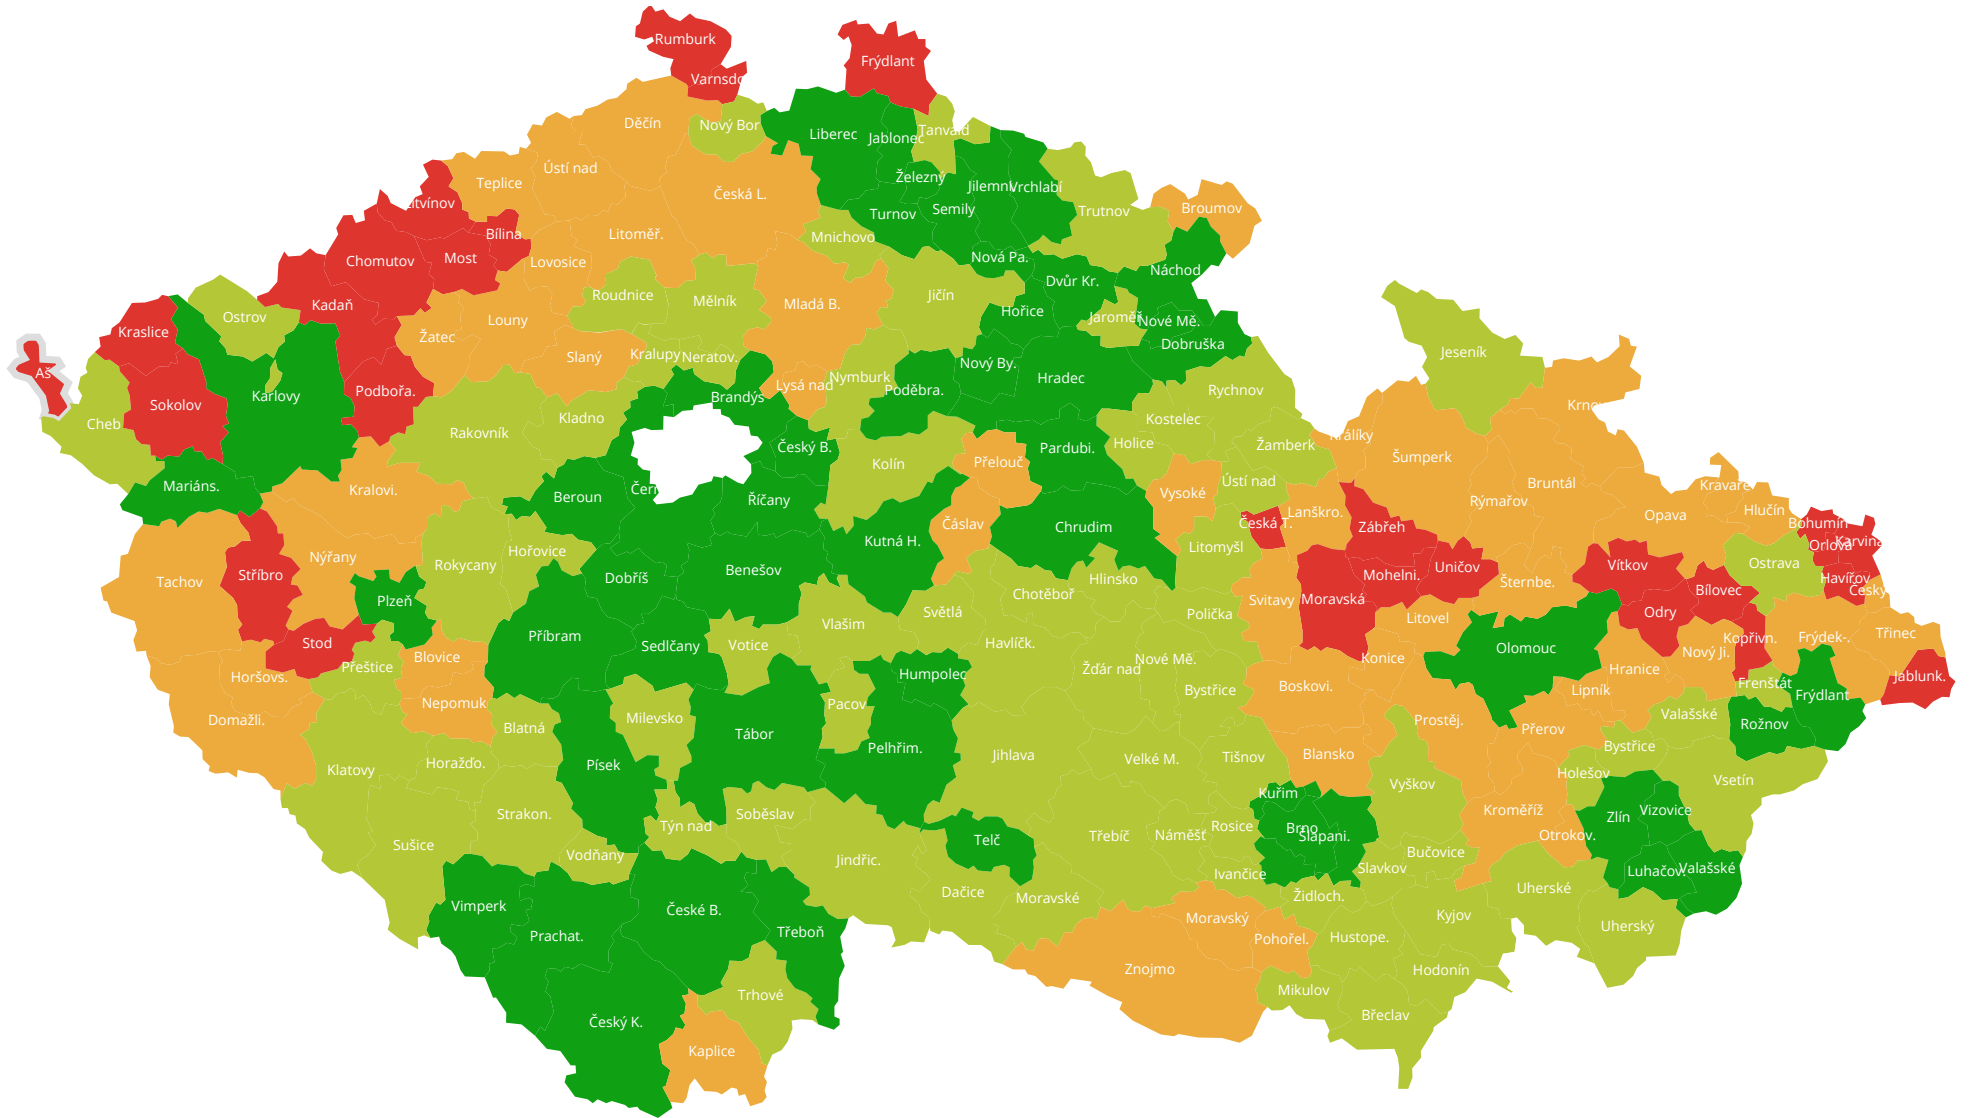 Rumburk
Frýdlant
Varnsdo
Nový Bor
Děčín
Liberec
Jablonec
Tanvald
Ústí nad
Teplice
Železný
Jilemni
Vrchlabí
Česká L.
Litvínov
Semily
Turnov
Trutnov
Broumov
Bílina
Litoměř.
Mnichovo
Most
Chomutov
Lovosice
Nová Pa.
Náchod
Dvůr Kr.
Roudnice
Mělník
Mladá B.
Jičín
Kadaň
Hořice
Ostrov
Louny
Jaroměř
Nové Mě.
Kraslice
Žatec
Dobruška
Slaný
Kralupy
Neratov.
Jeseník
Aš
Nový By.
Nymburk
Hradec
Lysá nad
Poděbra.
Rychnov
Podbořa.
Karlovy
Brandýs
Sokolov
Krnov
Kladno
Kostelec
Cheb
Rakovník
Králíky
Holice
Žamberk
Český B.
Pardubi.
Šumperk
Kolín
Přelouč
Mariáns.
Kralovi.
Čern
Ústí nad
Bruntál
Kravaře
Beroun
Říčany
Vysoké
Rýmařov
Hlučín
Lanškro.
Opava
Čáslav
Chrudim
Česká T.
Zábřeh
Bohumín
Kutná H.
Orlová
Karviná
Hořovice
Litomyšl
Nýřany
Rokycany
Ostrava
Vítkov
Uničov
Stříbro
Mohelni.
Benešov
Dobříš
Hlinsko
Havířov
Tachov
Šternbe.
Bílovec
Český
Chotěboř
Plzeň
Svitavy
Moravská
Světlá
Polička
Odry
Litovel
Vlašim
Třinec
Příbram
Frýdek-.
Kopřivn.
Stod
Havlíčk.
Sedlčany
Votice
Olomouc
Nový Ji.
Blovice
Konice
Nové Mě.
Přeštice
Žďár nad
Hranice
Humpolec
Jablunk.
Horšovs.
Frenštát
Boskovi.
Bystřice
Lipník
Frýdlant
Nepomuk
Pacov
Valašské
Milevsko
Domažli.
Prostěj.
Rožnov
Blatná
Přerov
Tábor
Pelhřim.
Bystřice
Jihlava
Blansko
Tišnov
Velké M.
Horažďo.
Písek
Klatovy
Holešov
Vsetín
Vyškov
Kuřim
Kroměříž
Vizovice
Strakon.
Soběslav
Zlín
Týn nad
Rosice
Brno
Otrokov.
Šlapani.
Třebíč
Náměšť
Telč
Sušice
Bučovice
Vodňany
Jindřic.
Slavkov
Valašské
Luhačov.
Ivančice
Uherské
Dačice
Židloch.
Moravské
Vimperk
České B.
Kyjov
Moravský
Uherský
Třeboň
Prachat.
Hustope.
Pohořel.
Znojmo
Hodonín
Mikulov
Trhové
Břeclav
Český K.
Kaplice